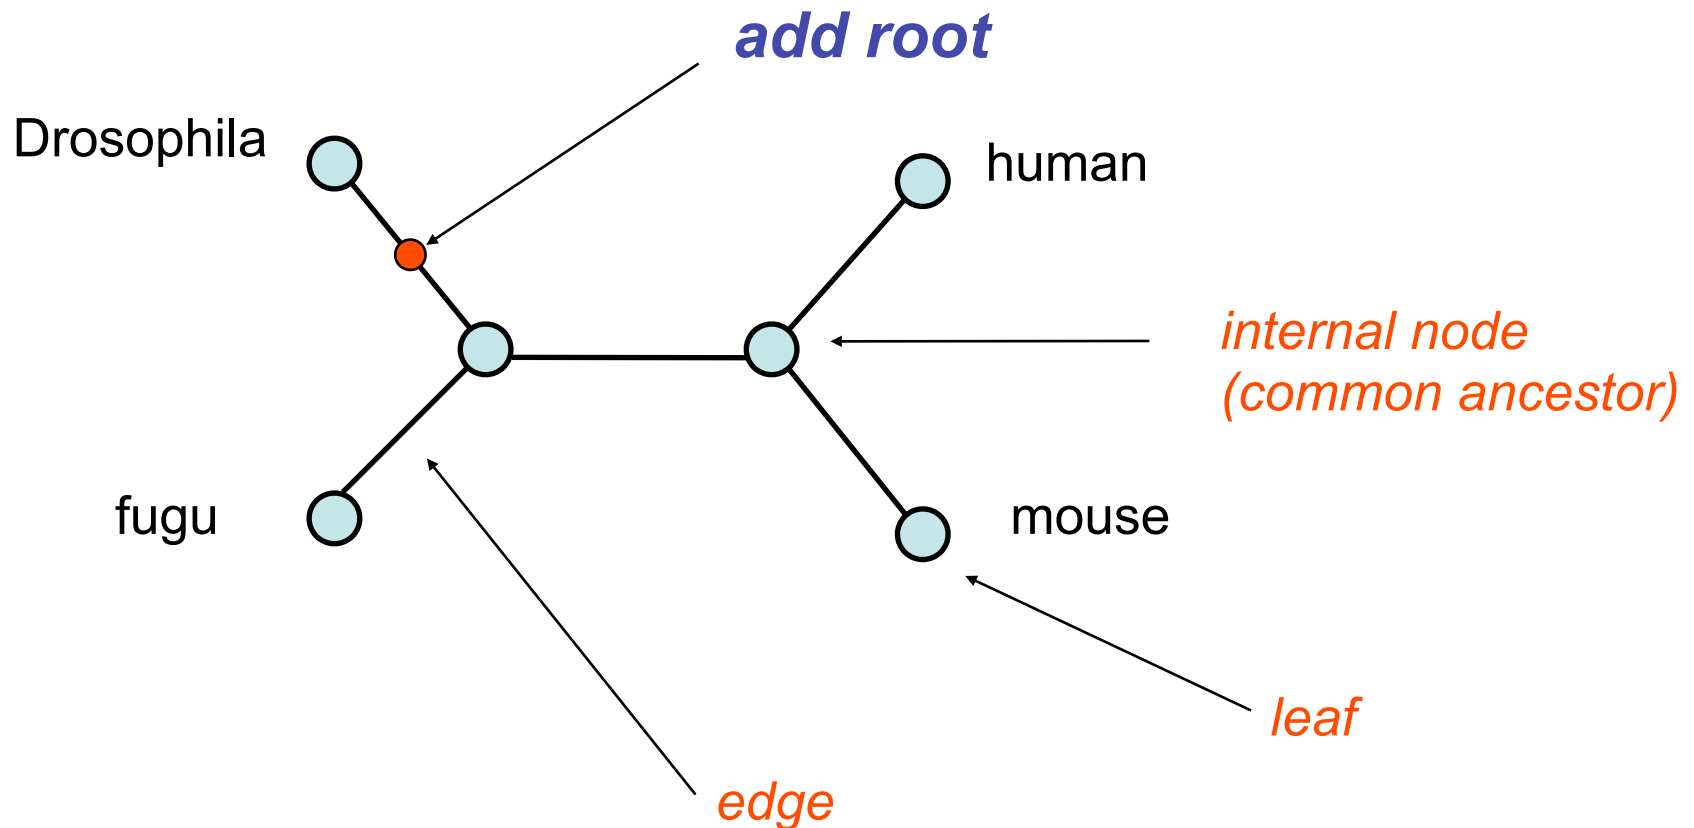 add root
Drosophila
human
internal node
(common ancestor)
fugu
mouse
leaf
edge